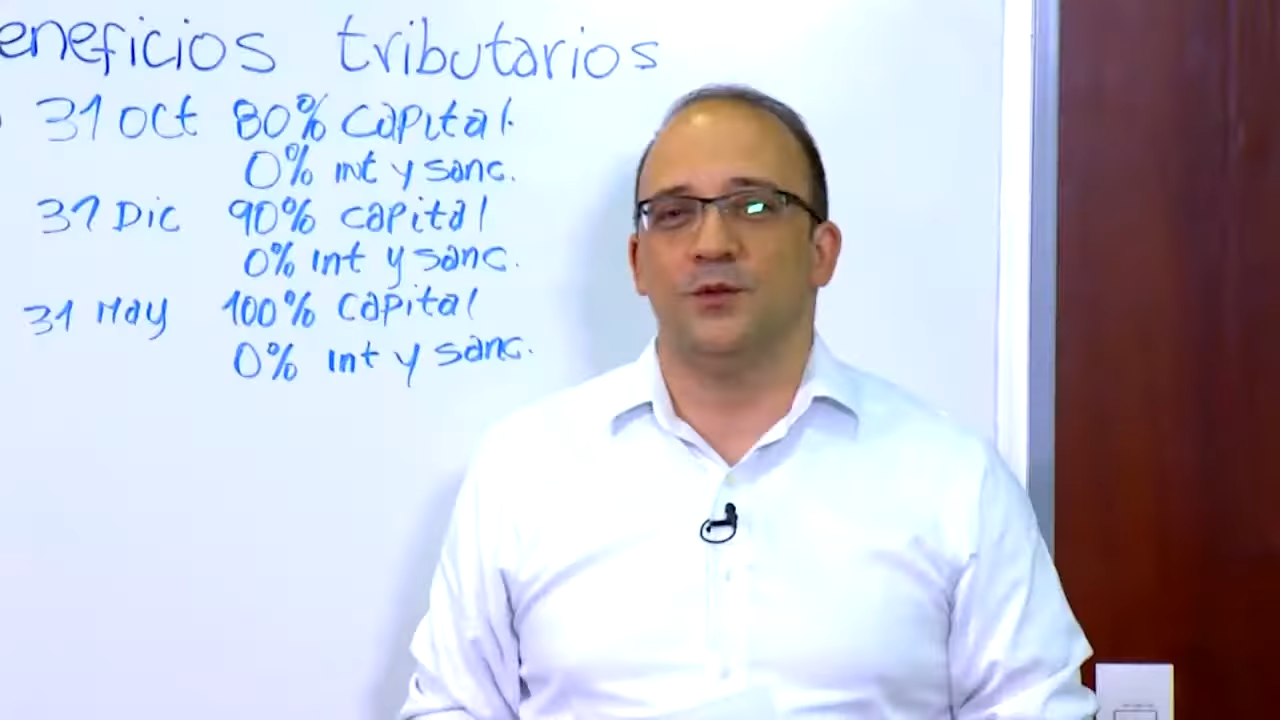 eneficios tributarios
31 oct 80% capital
0% int y sanc.
31 Dic 90% capital
0% int y sanc.
31 May 100% capital
0% int y sanc.